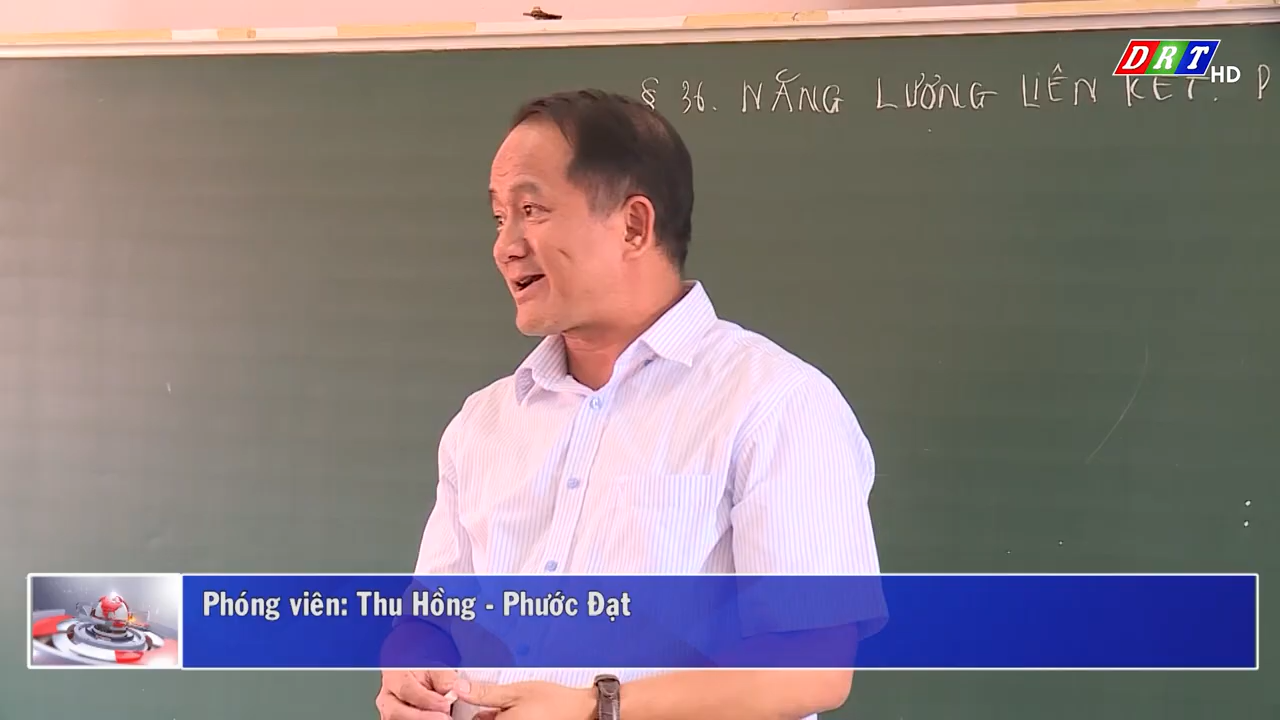 DRT HD
§ 36. NĂNG LƯỢNG LIÊN KẾT. P
Phóng viên: Thu Hồng - Phước Đạt